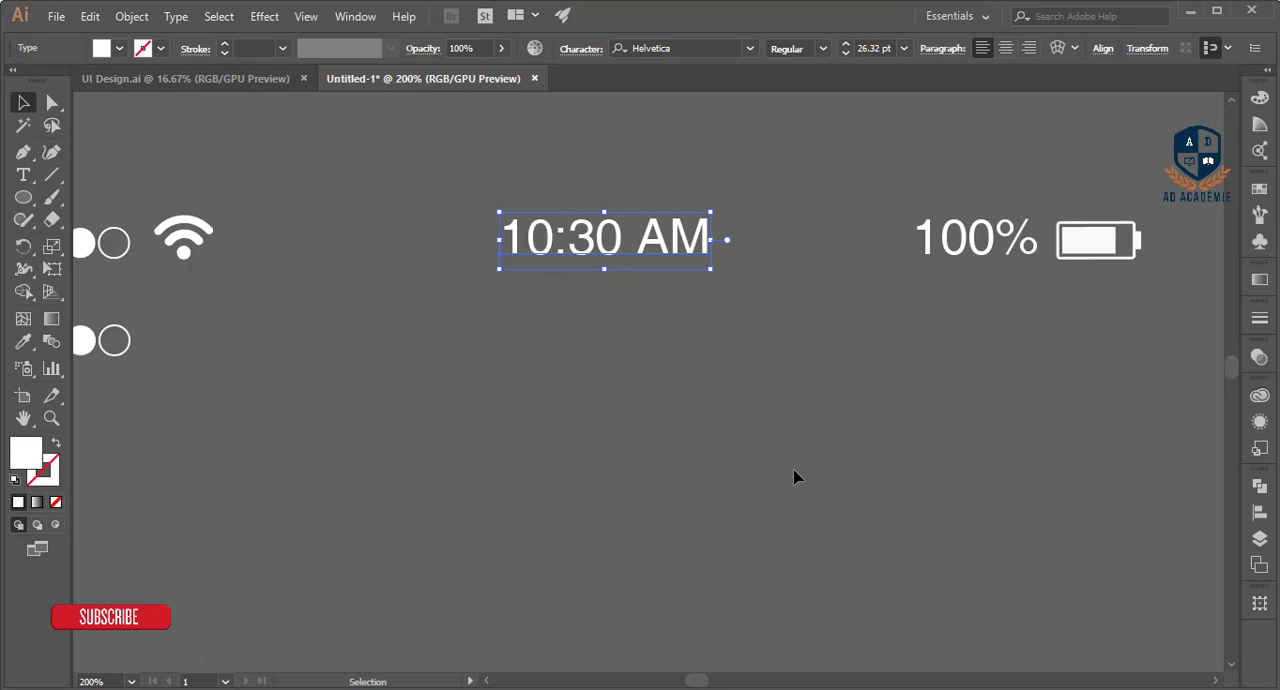 Ai File Edit Object Type Select Effect View Window Help Br St Essentials Search Adobe Help
Type Stroke: Opacity: 100% Character: Helvetica Regular 26.32 pt Paragraph: Align Transform
UI Design.ai @ 16.67% (RGB/GPU Preview) × Untitled-1* @ 200% (RGB/GPU Preview) ×
A D
AD ACADEMIE
10:30 AM 100%
SUBSCRIBE
200% 1 Selection